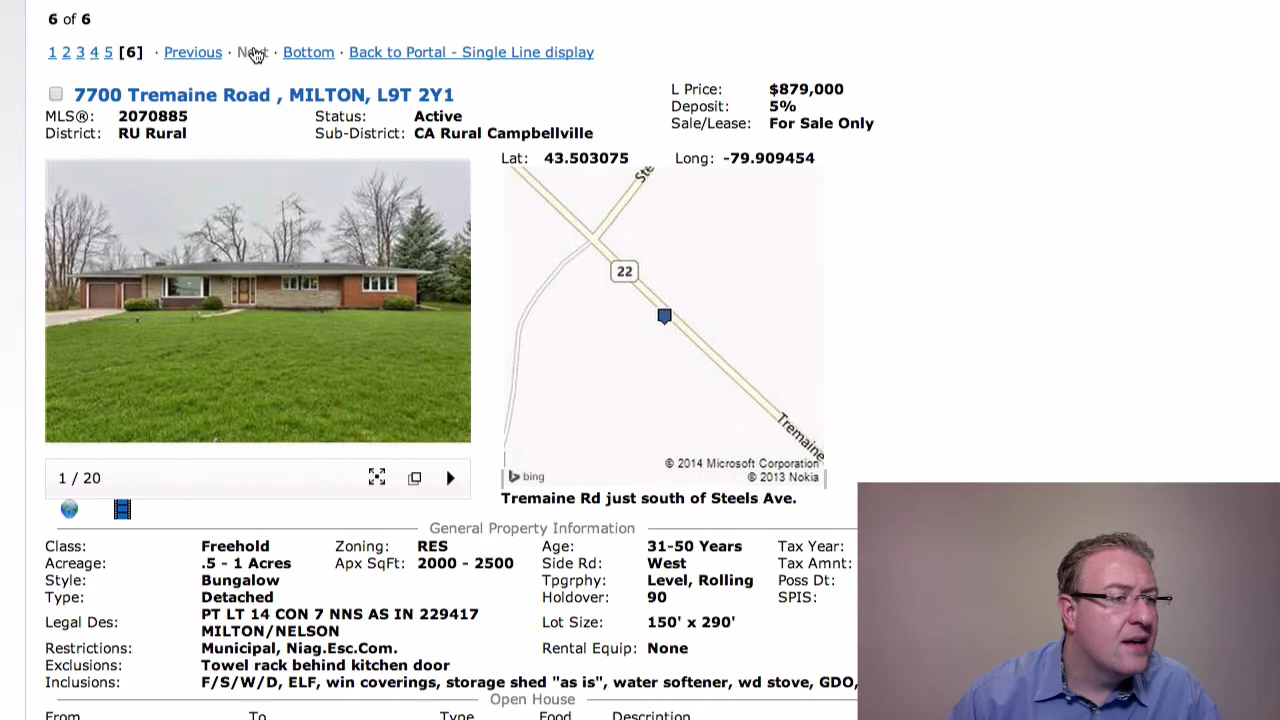 6 of 6
1 2 3 4 5 [6] · Previous · Next · Bottom · Back to Portal - Single Line display
7700 Tremaine Road , MILTON, L9T 2Y1
L Price: $879,000
MLS®: 2070885 Status: Active
Deposit: 5%
District: RU Rural Sub-District: CA Rural Campbellville
Sale/Lease: For Sale Only
Lat: 43.503075 Long: -79.909454
Ste
22
Tremaine
© 2014 Microsoft Corporation
bing © 2013 Nokia
1 / 20
Tremaine Rd just south of Steels Ave.
General Property Information
Class: Freehold Zoning: RES Age: 31-50 Years Tax Year:
Acreage: .5 - 1 Acres Apx SqFt: 2000 - 2500 Side Rd: West Tax Amnt:
Style: Bungalow Tpgrphy: Level, Rolling Poss Dt:
Type: Detached Holdover: 90 SPIS:
Legal Des: PT LT 14 CON 7 NNS AS IN 229417
MILTON/NELSON
Lot Size: 150' x 290'
Restrictions: Municipal, Niag.Esc.Com. Rental Equip: None
Exclusions: Towel rack behind kitchen door
Inclusions: F/S/W/D, ELF, win coverings, storage shed "as is", water softener, wd stove, GDO,
Open House
From To Type Food Description